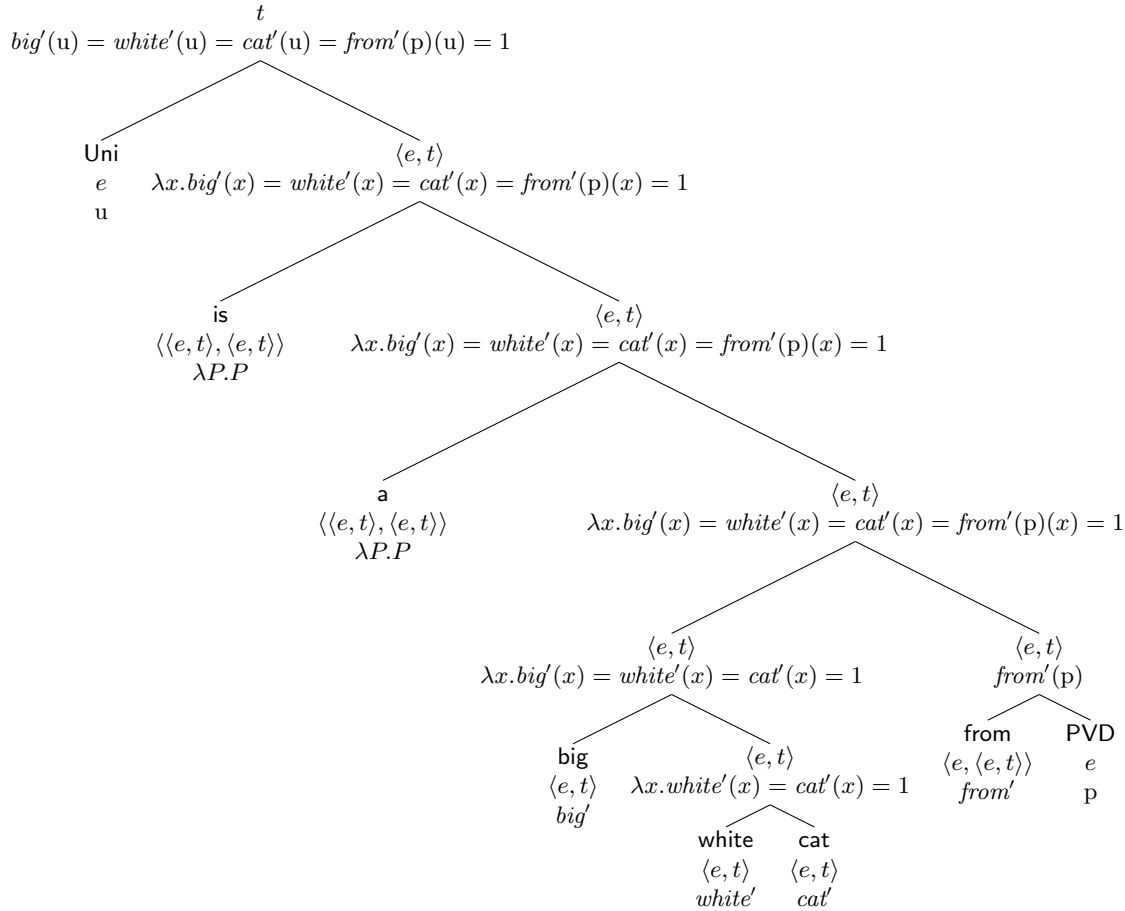 t
big′(u) = white′(u) = cat′(u) = from′(p)(u) = 1
Uni
e
u
⟨e, t⟩
λx.big′(x) = white′(x) = cat′(x) = from′(p)(x) = 1
is
⟨⟨e, t⟩, ⟨e, t⟩⟩
λP.P
⟨e, t⟩
λx.big′(x) = white′(x) = cat′(x) = from′(p)(x) = 1
a
⟨⟨e, t⟩, ⟨e, t⟩⟩
λP.P
⟨e, t⟩
λx.big′(x) = white′(x) = cat′(x) = from′(p)(x) = 1
⟨e, t⟩
λx.big′(x) = white′(x) = cat′(x) = 1
⟨e, t⟩
from′(p)
big
⟨e, t⟩
big′
⟨e, t⟩
λx.white′(x) = cat′(x) = 1
from
⟨e, ⟨e, t⟩⟩
from′
PVD
e
p
white
⟨e, t⟩
white′
cat
⟨e, t⟩
cat′